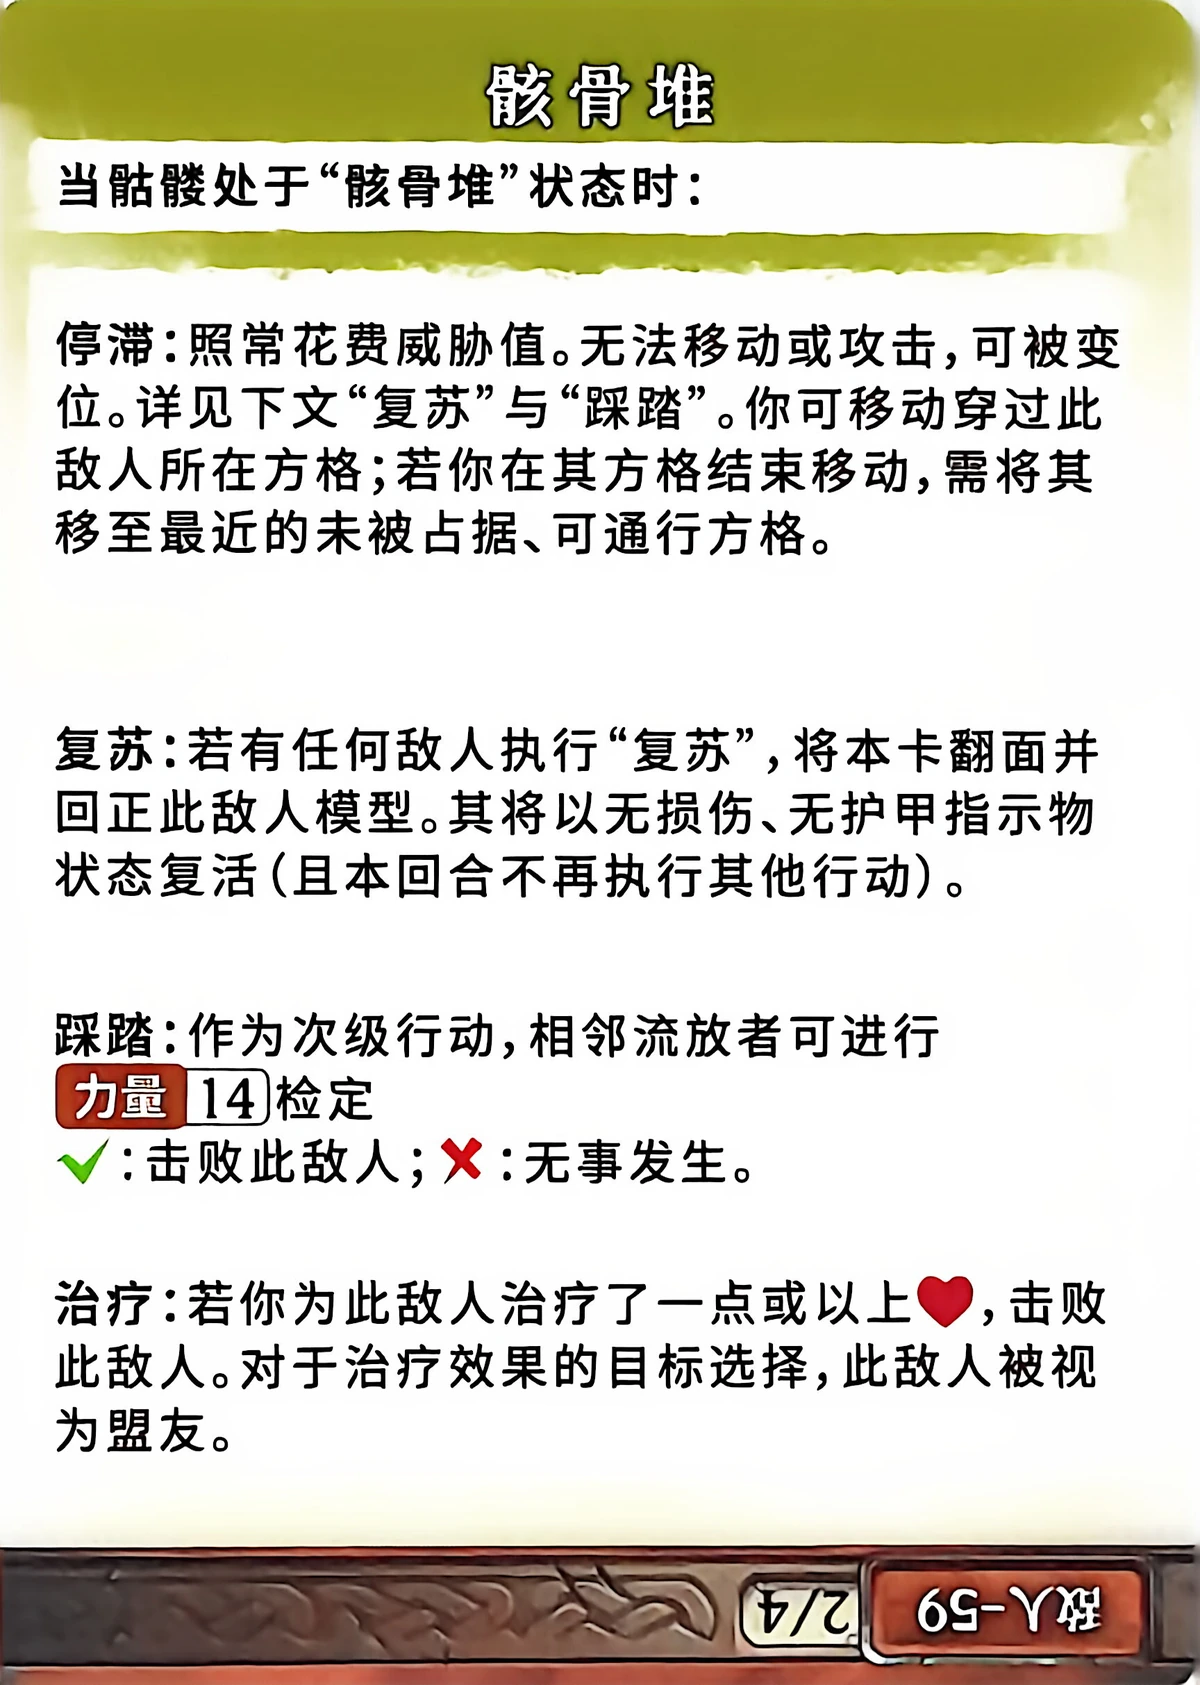 骸骨堆
当骷髅处于“骸骨堆”状态时：
停滞：照常花费威胁值。无法移动或攻击，可被变
位。详见下文“复苏”与“踩踏”。你可移动穿过此
敌人所在方格；若你在其方格结束移动，需将其
移至最近的未被占据、可通行方格。
复苏：若有任何敌人执行“复苏”，将本卡翻面并
回正此敌人模型。其将以无损伤、无护甲指示物
状态复活（且本回合不再执行其他行动）。
踩踏：作为次级行动，相邻流放者可进行
力量 14 检定
✓：击败此敌人；✗：无事发生。
治疗：若你为此敌人治疗了一点或以上❤，击败
此敌人。对于治疗效果的目标选择，此敌人被视
为盟友。
2/4 敌人-59